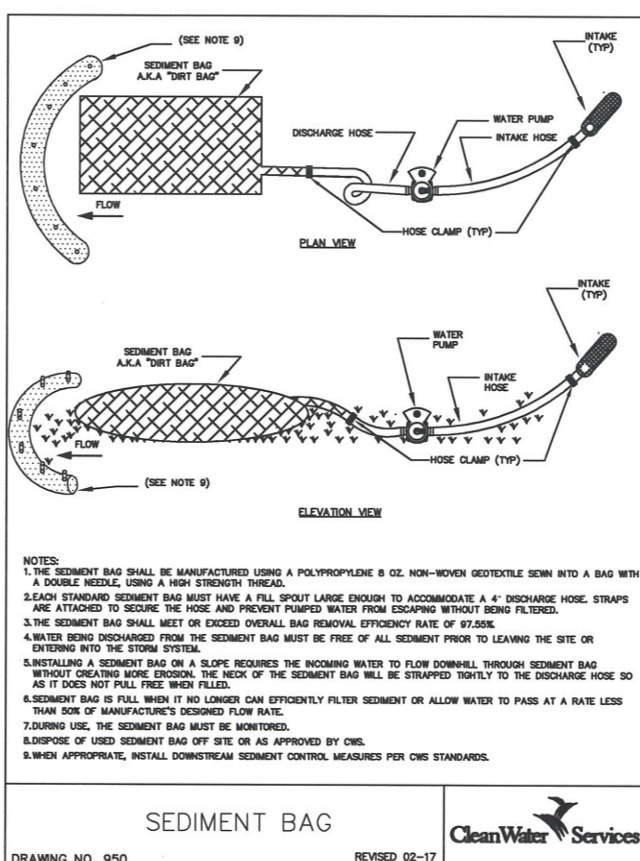 (SEE NOTE 9)
SEDIMENT BAG
A.K.A "DIRT BAG"
INTAKE
(TYP)
WATER PUMP
DISCHARGE HOSE
INTAKE HOSE
FLOW
HOSE CLAMP (TYP)
PLAN VIEW
INTAKE
(TYP)
WATER
PUMP
SEDIMENT BAG
A.K.A "DIRT BAG"
INTAKE
HOSE
FLOW
HOSE CLAMP (TYP)
(SEE NOTE 9)
ELEVATION VIEW
NOTES:
1. THE SEDIMENT BAG SHALL BE MANUFACTURED USING A POLYPROPYLENE 8 OZ. NON-WOVEN GEOTEXTILE SEWN INTO A BAG WITH
A DOUBLE NEEDLE, USING A HIGH STRENGTH THREAD.
2. EACH STANDARD SEDIMENT BAG MUST HAVE A FILL SPOUT LARGE ENOUGH TO ACCOMMODATE A 4" DISCHARGE HOSE. STRAPS
ARE ATTACHED TO SECURE THE HOSE AND PREVENT PUMPED WATER FROM ESCAPING WITHOUT BEING FILTERED.
3. THE SEDIMENT BAG SHALL MEET OR EXCEED OVERALL BAG REMOVAL EFFICIENCY RATE OF 97.55%.
4. WATER BEING DISCHARGED FROM THE SEDIMENT BAG MUST BE FREE OF ALL SEDIMENT PRIOR TO LEAVING THE SITE OR
ENTERING INTO THE STORM SYSTEM.
5. INSTALLING A SEDIMENT BAG ON A SLOPE REQUIRES THE INCOMING WATER TO FLOW DOWNHILL THROUGH SEDIMENT BAG
WITHOUT CREATING MORE EROSION. THE NECK OF THE SEDIMENT BAG WILL BE STRAPPED TIGHTLY TO THE DISCHARGE HOSE SO
AS IT DOES NOT PULL FREE WHEN FILLED.
6. SEDIMENT BAG IS FULL WHEN IT NO LONGER CAN EFFICIENTLY FILTER SEDIMENT OR ALLOW WATER TO PASS AT A RATE LESS
THAN 50% OF MANUFACTURE'S DESIGNED FLOW RATE.
7. DURING USE, THE SEDIMENT BAG MUST BE MONITORED.
8. DISPOSE OF USED SEDIMENT BAG OFF SITE OR AS APPROVED BY CWS.
9. WHEN APPROPRIATE, INSTALL DOWNSTREAM SEDIMENT CONTROL MEASURES PER CWS STANDARDS.
SEDIMENT BAG
CleanWater Services
DRAWING NO. 950
REVISED 02-17